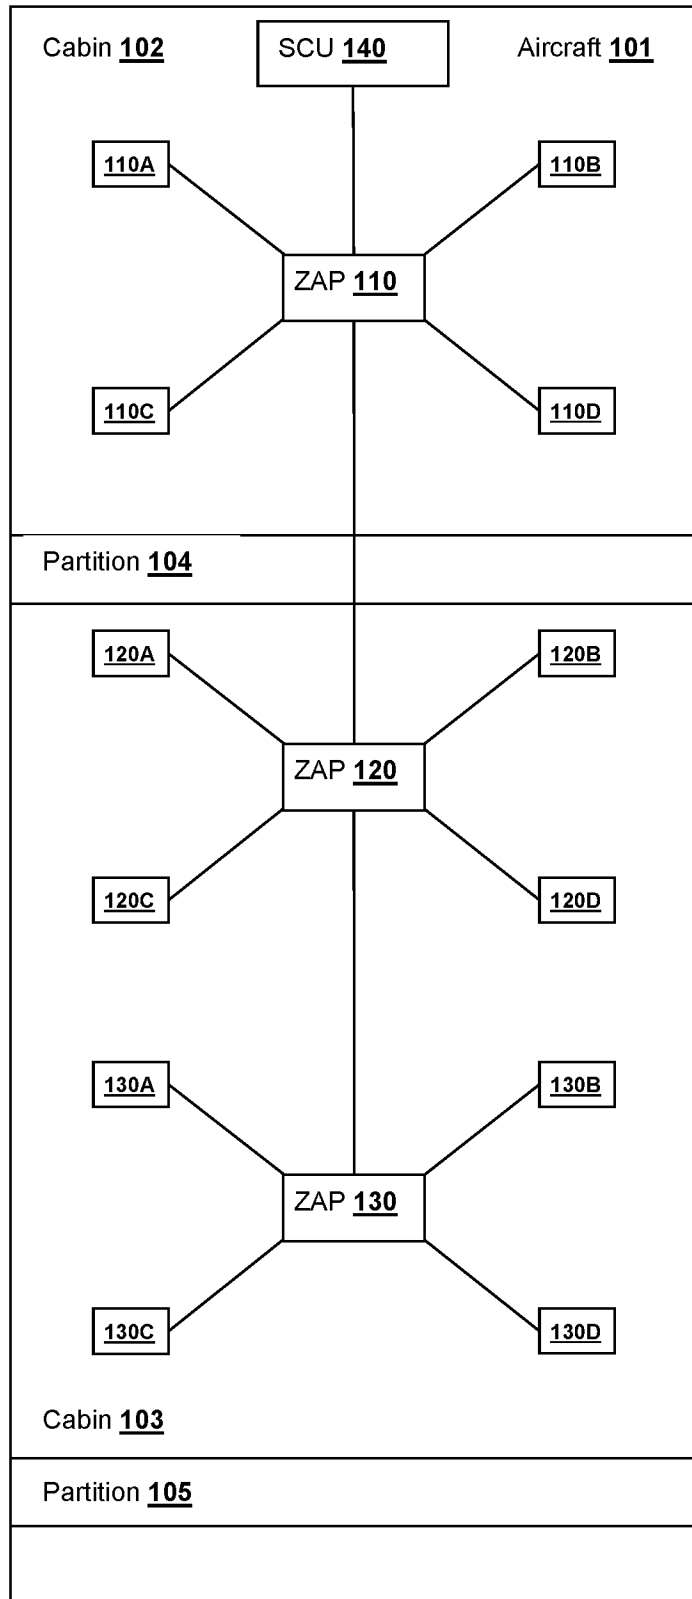 Cabin 102
SCU 140
Aircraft 101
110A
110B
ZAP 110
110C
110D
Partition 104
120A
120B
ZAP 120
120C
120D
130A
130B
ZAP 130
130C
130D
Cabin 103
Partition 105